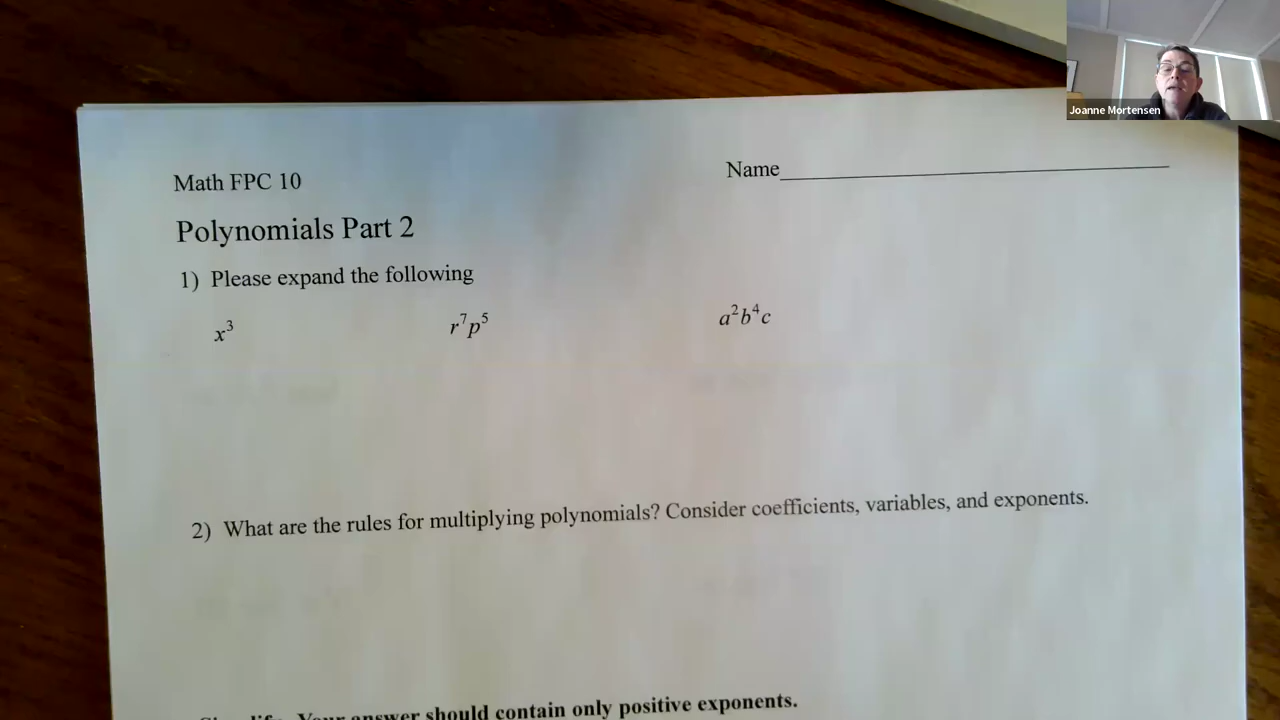 Joanne Mortensen
Math FPC 10
Name
Polynomials Part 2
1) Please expand the following
x³ r⁷p⁵ a²b⁴c
2) What are the rules for multiplying polynomials? Consider coefficients, variables, and exponents.
Simplify. Your answer should contain only positive exponents.